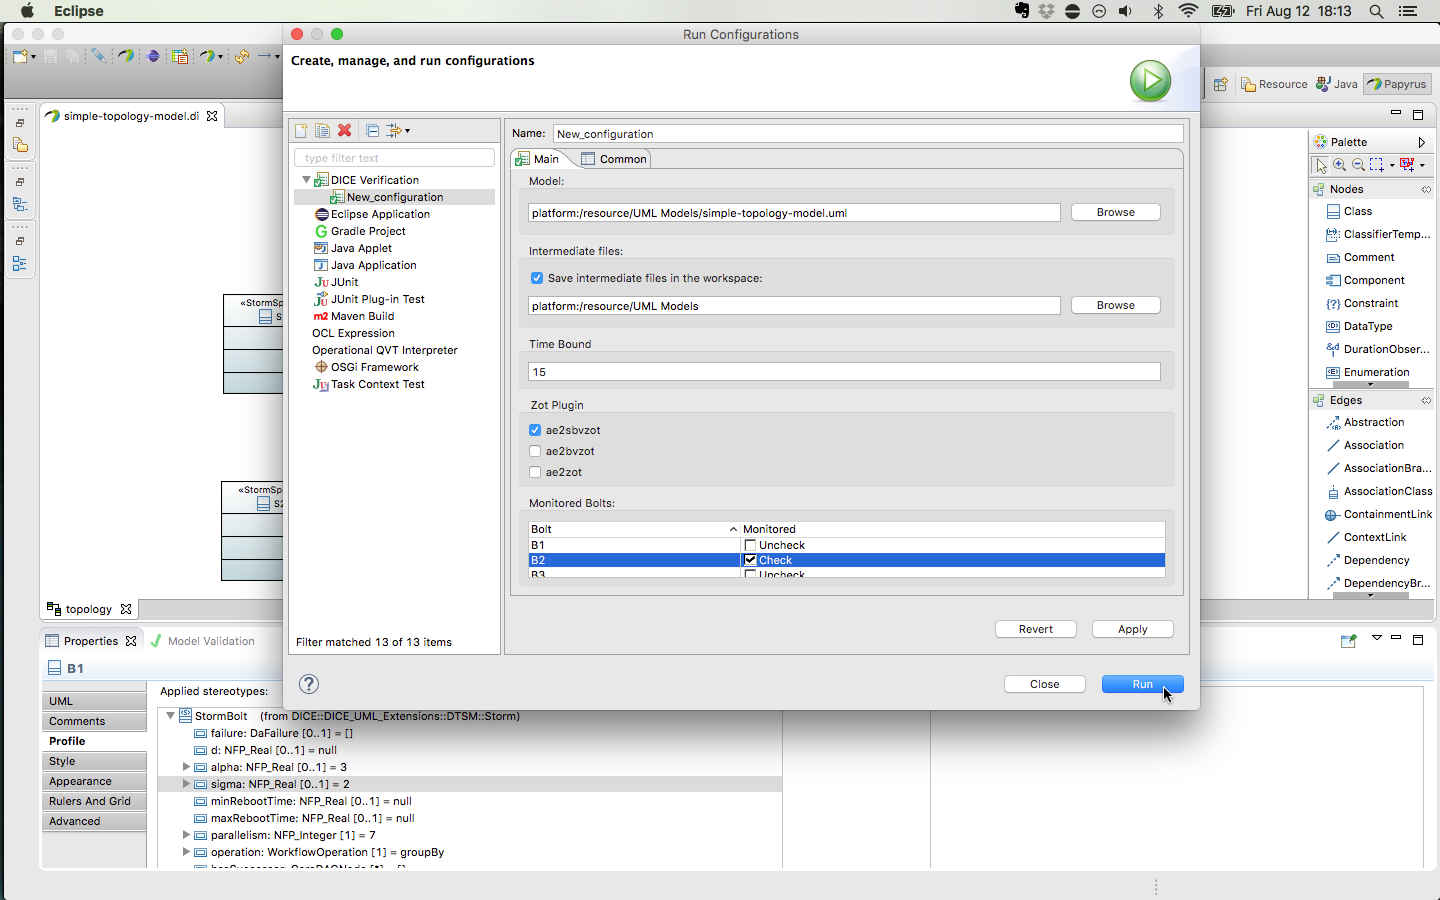 Eclipse
Fri Aug 12 18:13
Run Configurations
Create, manage, and run configurations
Resource
Java
Papyrus
simple-topology-model.di
type filter text
DICE Verification
New_configuration
Eclipse Application
Gradle Project
Java Applet
Java Application
JUnit
JUnit Plug-in Test
m2 Maven Build
OCL Expression
Operational QVT Interpreter
OSGi Framework
Task Context Test
Filter matched 13 of 13 items
Name: New_configuration
Main
Common
Model:
platform:/resource/UML Models/simple-topology-model.uml
Browse
Intermediate files:
Save intermediate files in the workspace:
platform:/resource/UML Models
Browse
Time Bound
15
Zot Plugin
ae2sbvzot
ae2bvzot
ae2zot
Monitored Bolts:
Bolt Monitored
B1 Uncheck
B2 Check
B3 Uncheck
Revert
Apply
Close
Run
Palette
Nodes
Class
ClassifierTemp...
Comment
Component
Constraint
DataType
DurationObser...
Enumeration
Edges
Abstraction
Association
AssociationBra...
AssociationClass
ContainmentLink
ContextLink
Dependency
DependencyBr...
«StormSp
S
«StormSp
S2
topology
Properties
Model Validation
B1
UML
Comments
Profile
Style
Appearance
Rulers And Grid
Advanced
Applied stereotypes:
StormBolt (from DICE::DICE_UML_Extensions::DTSM::Storm)
failure: DaFailure [0..1] = []
d: NFP_Real [0..1] = null
alpha: NFP_Real [0..1] = 3
sigma: NFP_Real [0..1] = 2
minRebootTime: NFP_Real [0..1] = null
maxRebootTime: NFP_Real [0..1] = null
parallelism: NFP_Integer [1] = 7
operation: WorkflowOperation [1] = groupBy